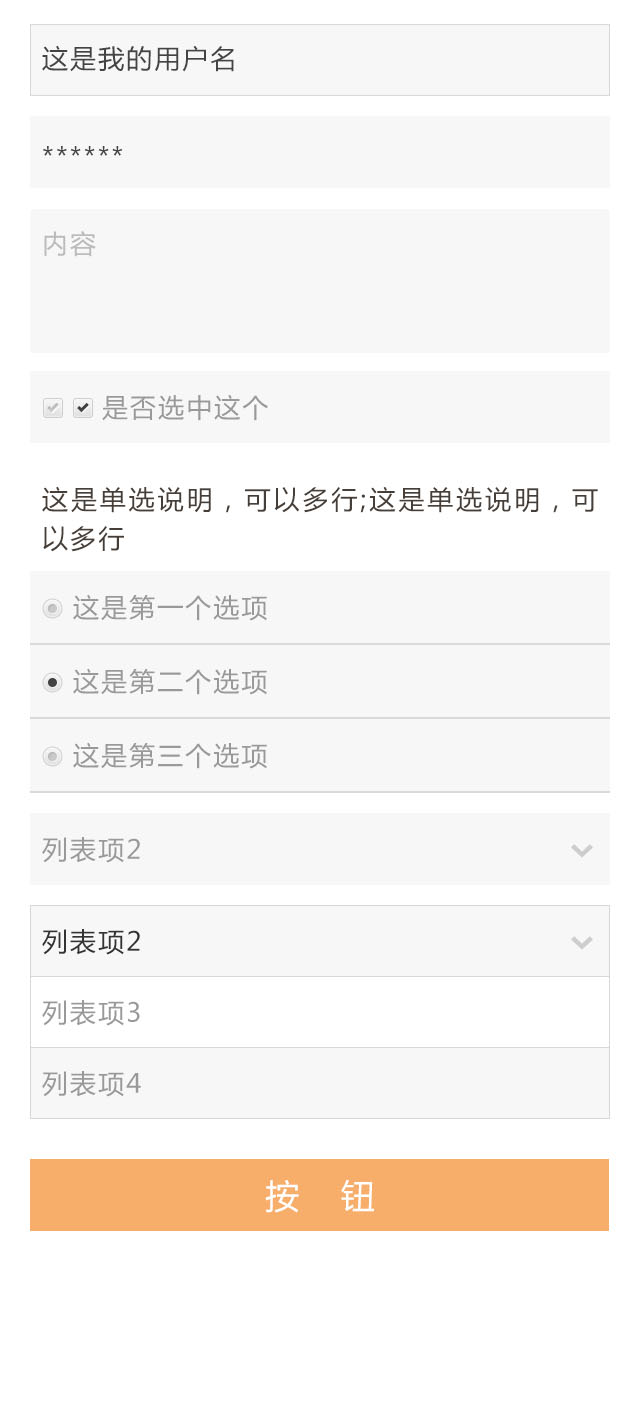 这是我的用户名
******
内容
是否选中这个
这是单选说明，可以多行;这是单选说明，可
以多行
这是第一个选项
这是第二个选项
这是第三个选项
列表项2
列表项2
列表项3
列表项4
按 钮